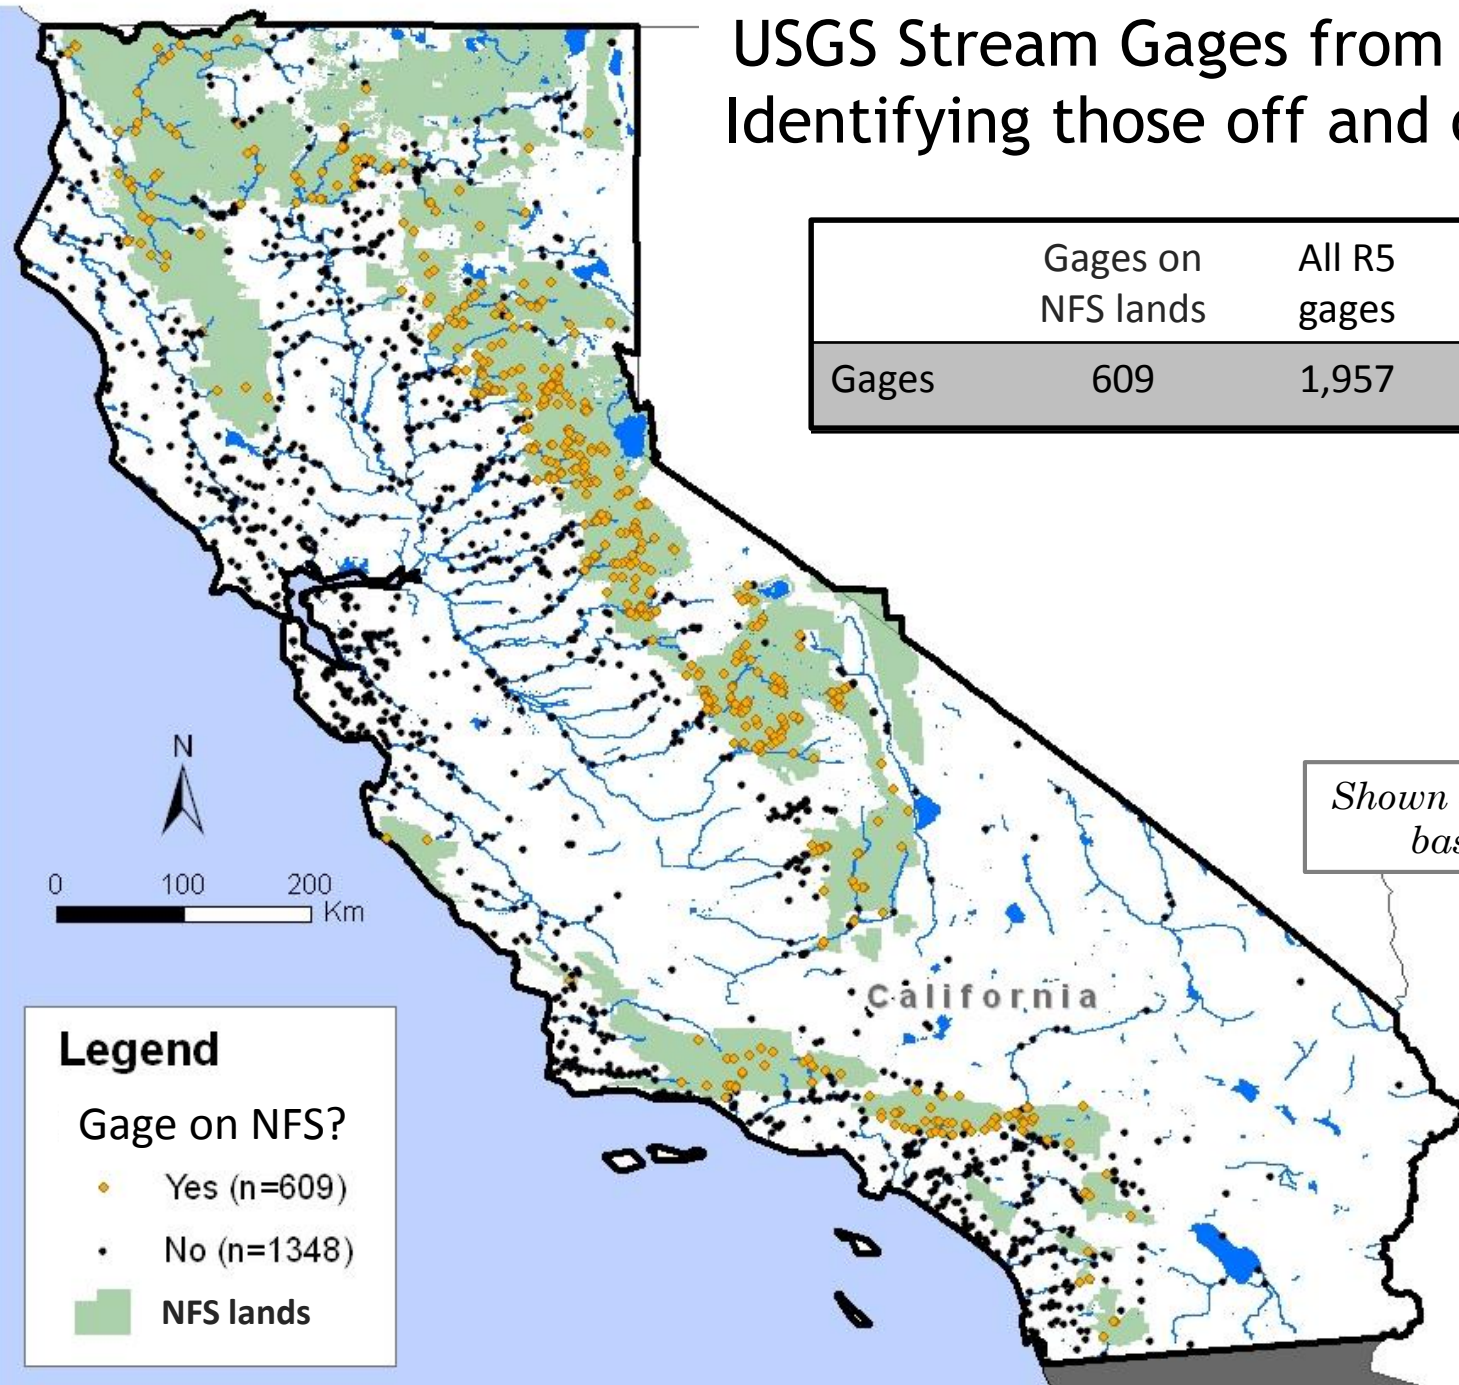 USGS Stream Gages from
Identifying those off and
Gages on All R5
NFS lands gages
Gages 609 1,957
N
0 100 200
Km
Shown
California
Legend
Gage on NFS?
Yes (n=609)
No (n=1348)
NFS lands